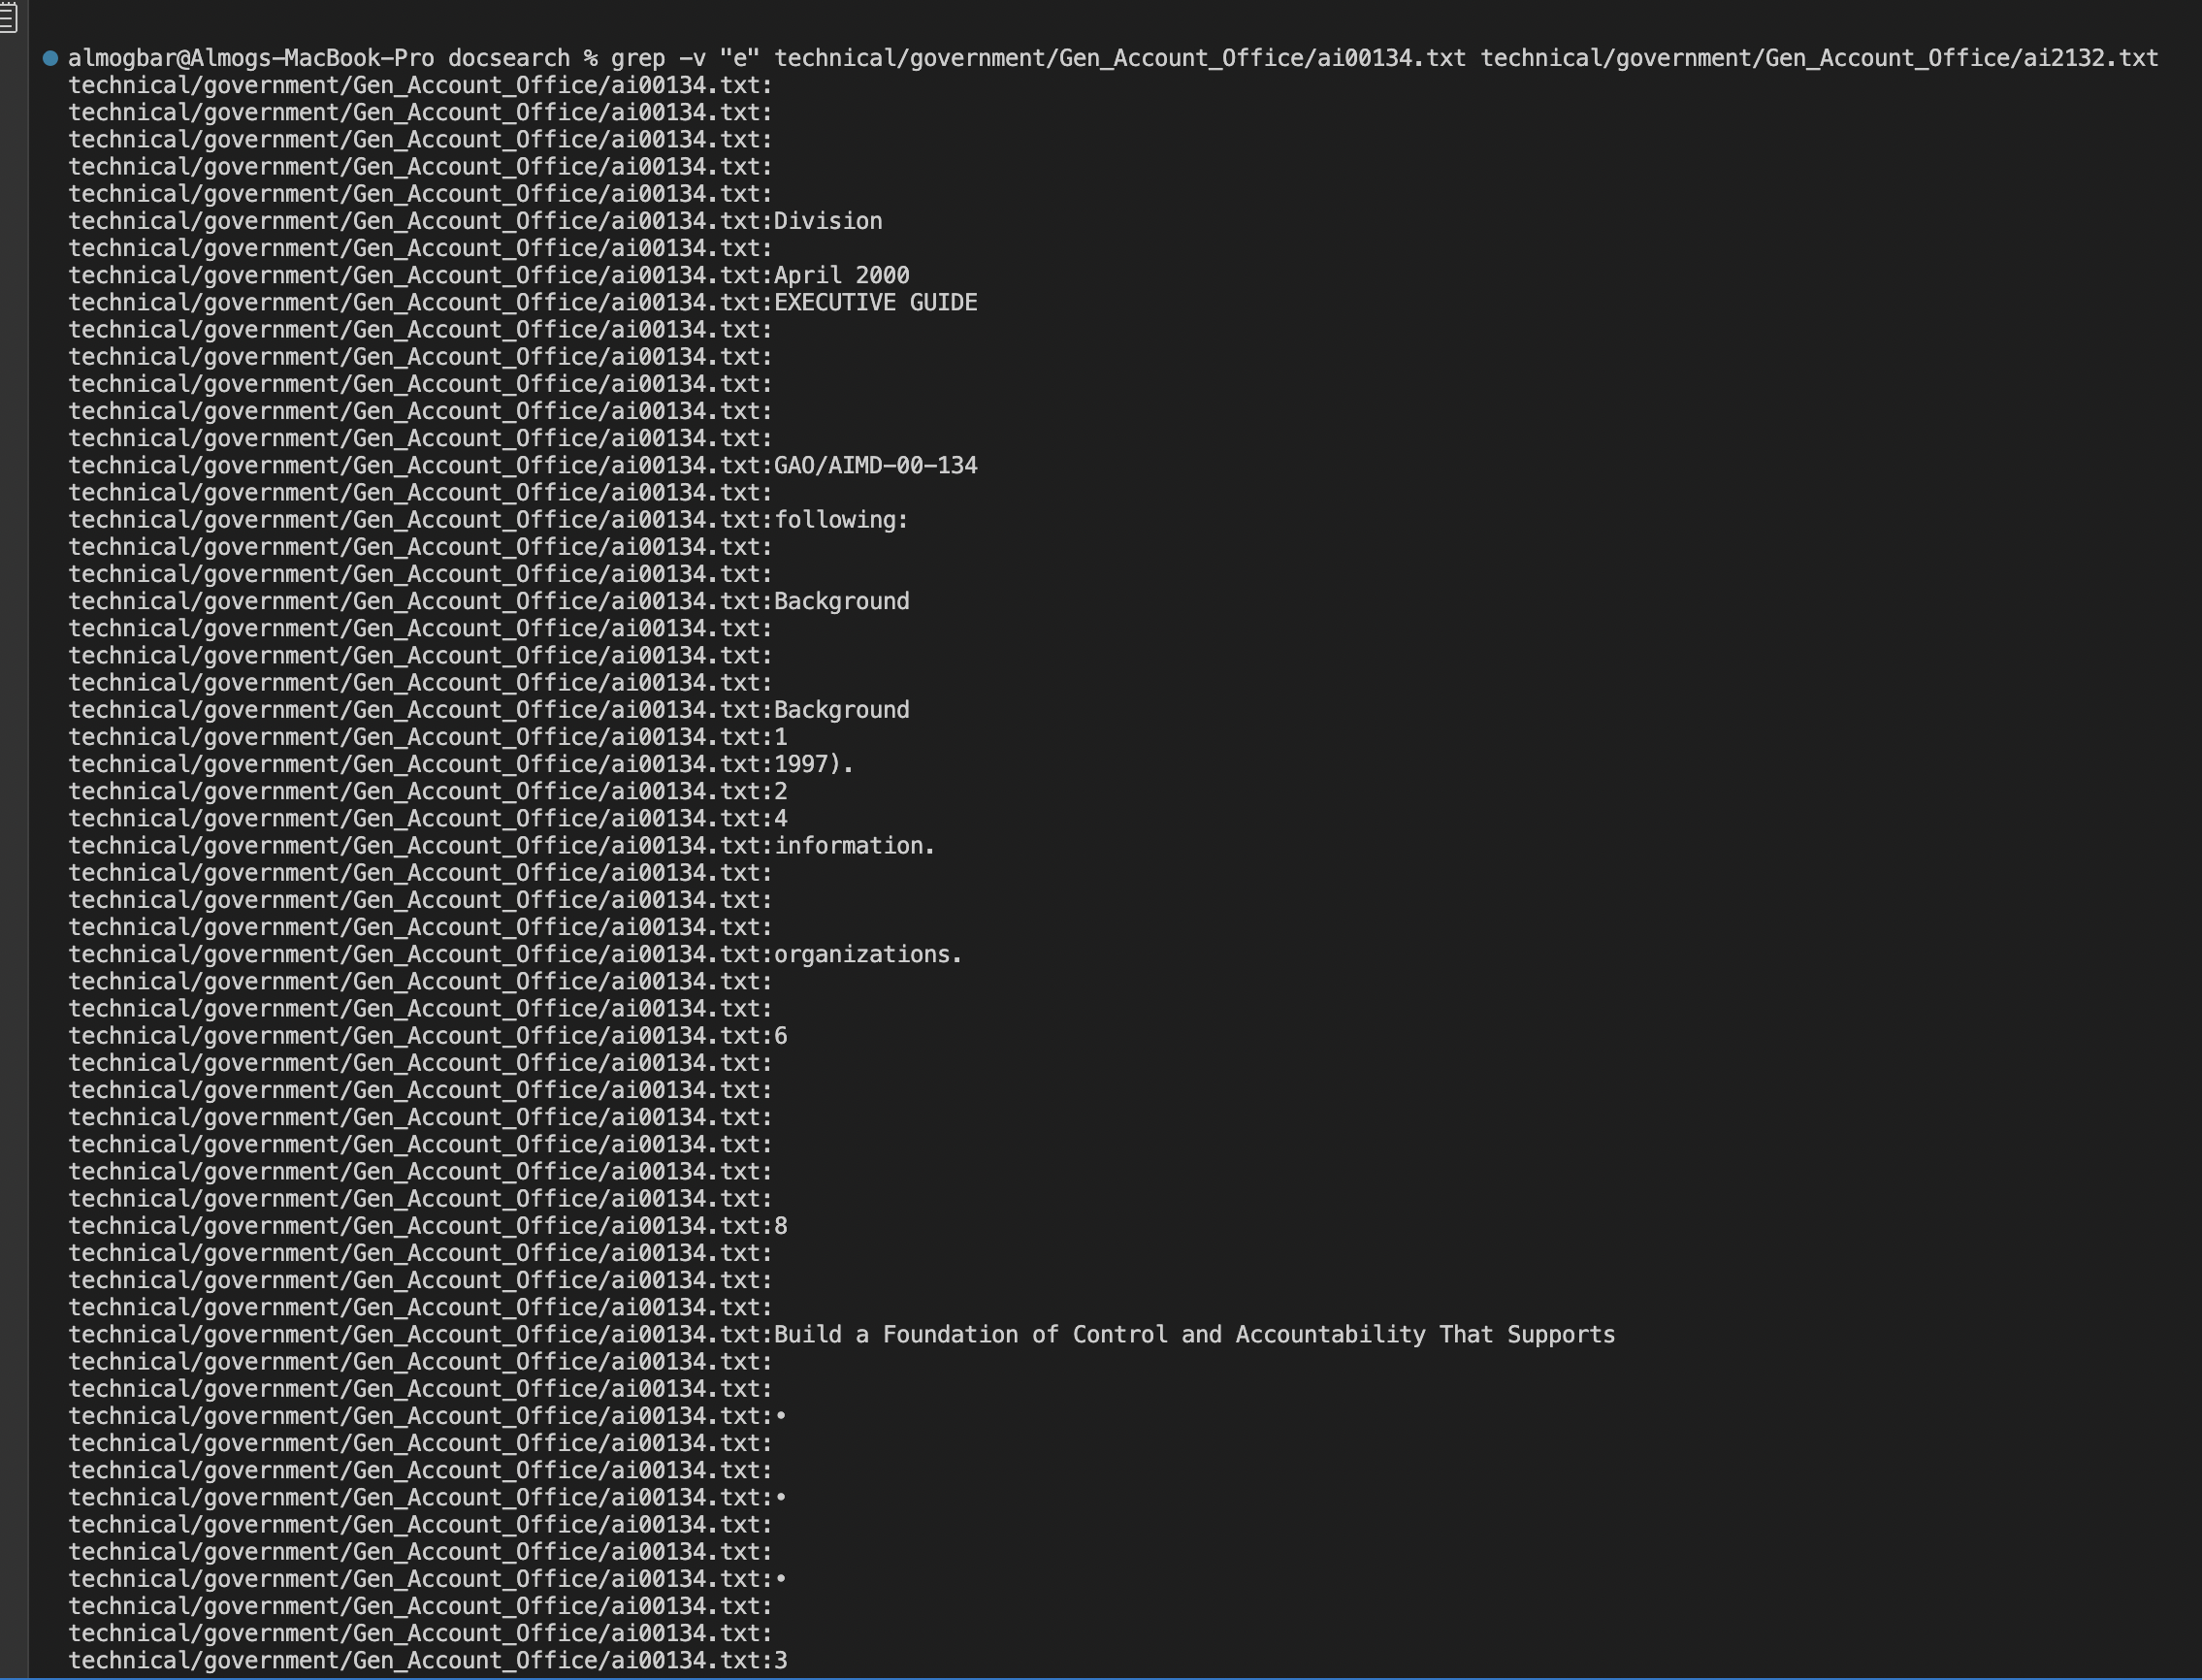 almogbar@Almogs-MacBook-Pro docsearch % grep -v "e" technical/government/Gen_Account_Office/ai00134.txt technical/government/Gen_Account_Office/ai2132.txt
technical/government/Gen_Account_Office/ai00134.txt:
technical/government/Gen_Account_Office/ai00134.txt:
technical/government/Gen_Account_Office/ai00134.txt:
technical/government/Gen_Account_Office/ai00134.txt:
technical/government/Gen_Account_Office/ai00134.txt:
technical/government/Gen_Account_Office/ai00134.txt:Division
technical/government/Gen_Account_Office/ai00134.txt:
technical/government/Gen_Account_Office/ai00134.txt:April 2000
technical/government/Gen_Account_Office/ai00134.txt:EXECUTIVE GUIDE
technical/government/Gen_Account_Office/ai00134.txt:
technical/government/Gen_Account_Office/ai00134.txt:
technical/government/Gen_Account_Office/ai00134.txt:
technical/government/Gen_Account_Office/ai00134.txt:
technical/government/Gen_Account_Office/ai00134.txt:
technical/government/Gen_Account_Office/ai00134.txt:GAO/AIMD-00-134
technical/government/Gen_Account_Office/ai00134.txt:
technical/government/Gen_Account_Office/ai00134.txt:following:
technical/government/Gen_Account_Office/ai00134.txt:
technical/government/Gen_Account_Office/ai00134.txt:
technical/government/Gen_Account_Office/ai00134.txt:Background
technical/government/Gen_Account_Office/ai00134.txt:
technical/government/Gen_Account_Office/ai00134.txt:
technical/government/Gen_Account_Office/ai00134.txt:
technical/government/Gen_Account_Office/ai00134.txt:Background
technical/government/Gen_Account_Office/ai00134.txt:1
technical/government/Gen_Account_Office/ai00134.txt:1997).
technical/government/Gen_Account_Office/ai00134.txt:2
technical/government/Gen_Account_Office/ai00134.txt:4
technical/government/Gen_Account_Office/ai00134.txt:information.
technical/government/Gen_Account_Office/ai00134.txt:
technical/government/Gen_Account_Office/ai00134.txt:
technical/government/Gen_Account_Office/ai00134.txt:
technical/government/Gen_Account_Office/ai00134.txt:organizations.
technical/government/Gen_Account_Office/ai00134.txt:
technical/government/Gen_Account_Office/ai00134.txt:
technical/government/Gen_Account_Office/ai00134.txt:6
technical/government/Gen_Account_Office/ai00134.txt:
technical/government/Gen_Account_Office/ai00134.txt:
technical/government/Gen_Account_Office/ai00134.txt:
technical/government/Gen_Account_Office/ai00134.txt:
technical/government/Gen_Account_Office/ai00134.txt:
technical/government/Gen_Account_Office/ai00134.txt:
technical/government/Gen_Account_Office/ai00134.txt:8
technical/government/Gen_Account_Office/ai00134.txt:
technical/government/Gen_Account_Office/ai00134.txt:
technical/government/Gen_Account_Office/ai00134.txt:
technical/government/Gen_Account_Office/ai00134.txt:Build a Foundation of Control and Accountability That Supports
technical/government/Gen_Account_Office/ai00134.txt:
technical/government/Gen_Account_Office/ai00134.txt:
technical/government/Gen_Account_Office/ai00134.txt:•
technical/government/Gen_Account_Office/ai00134.txt:
technical/government/Gen_Account_Office/ai00134.txt:
technical/government/Gen_Account_Office/ai00134.txt:•
technical/government/Gen_Account_Office/ai00134.txt:
technical/government/Gen_Account_Office/ai00134.txt:
technical/government/Gen_Account_Office/ai00134.txt:•
technical/government/Gen_Account_Office/ai00134.txt:
technical/government/Gen_Account_Office/ai00134.txt:
technical/government/Gen_Account_Office/ai00134.txt:3